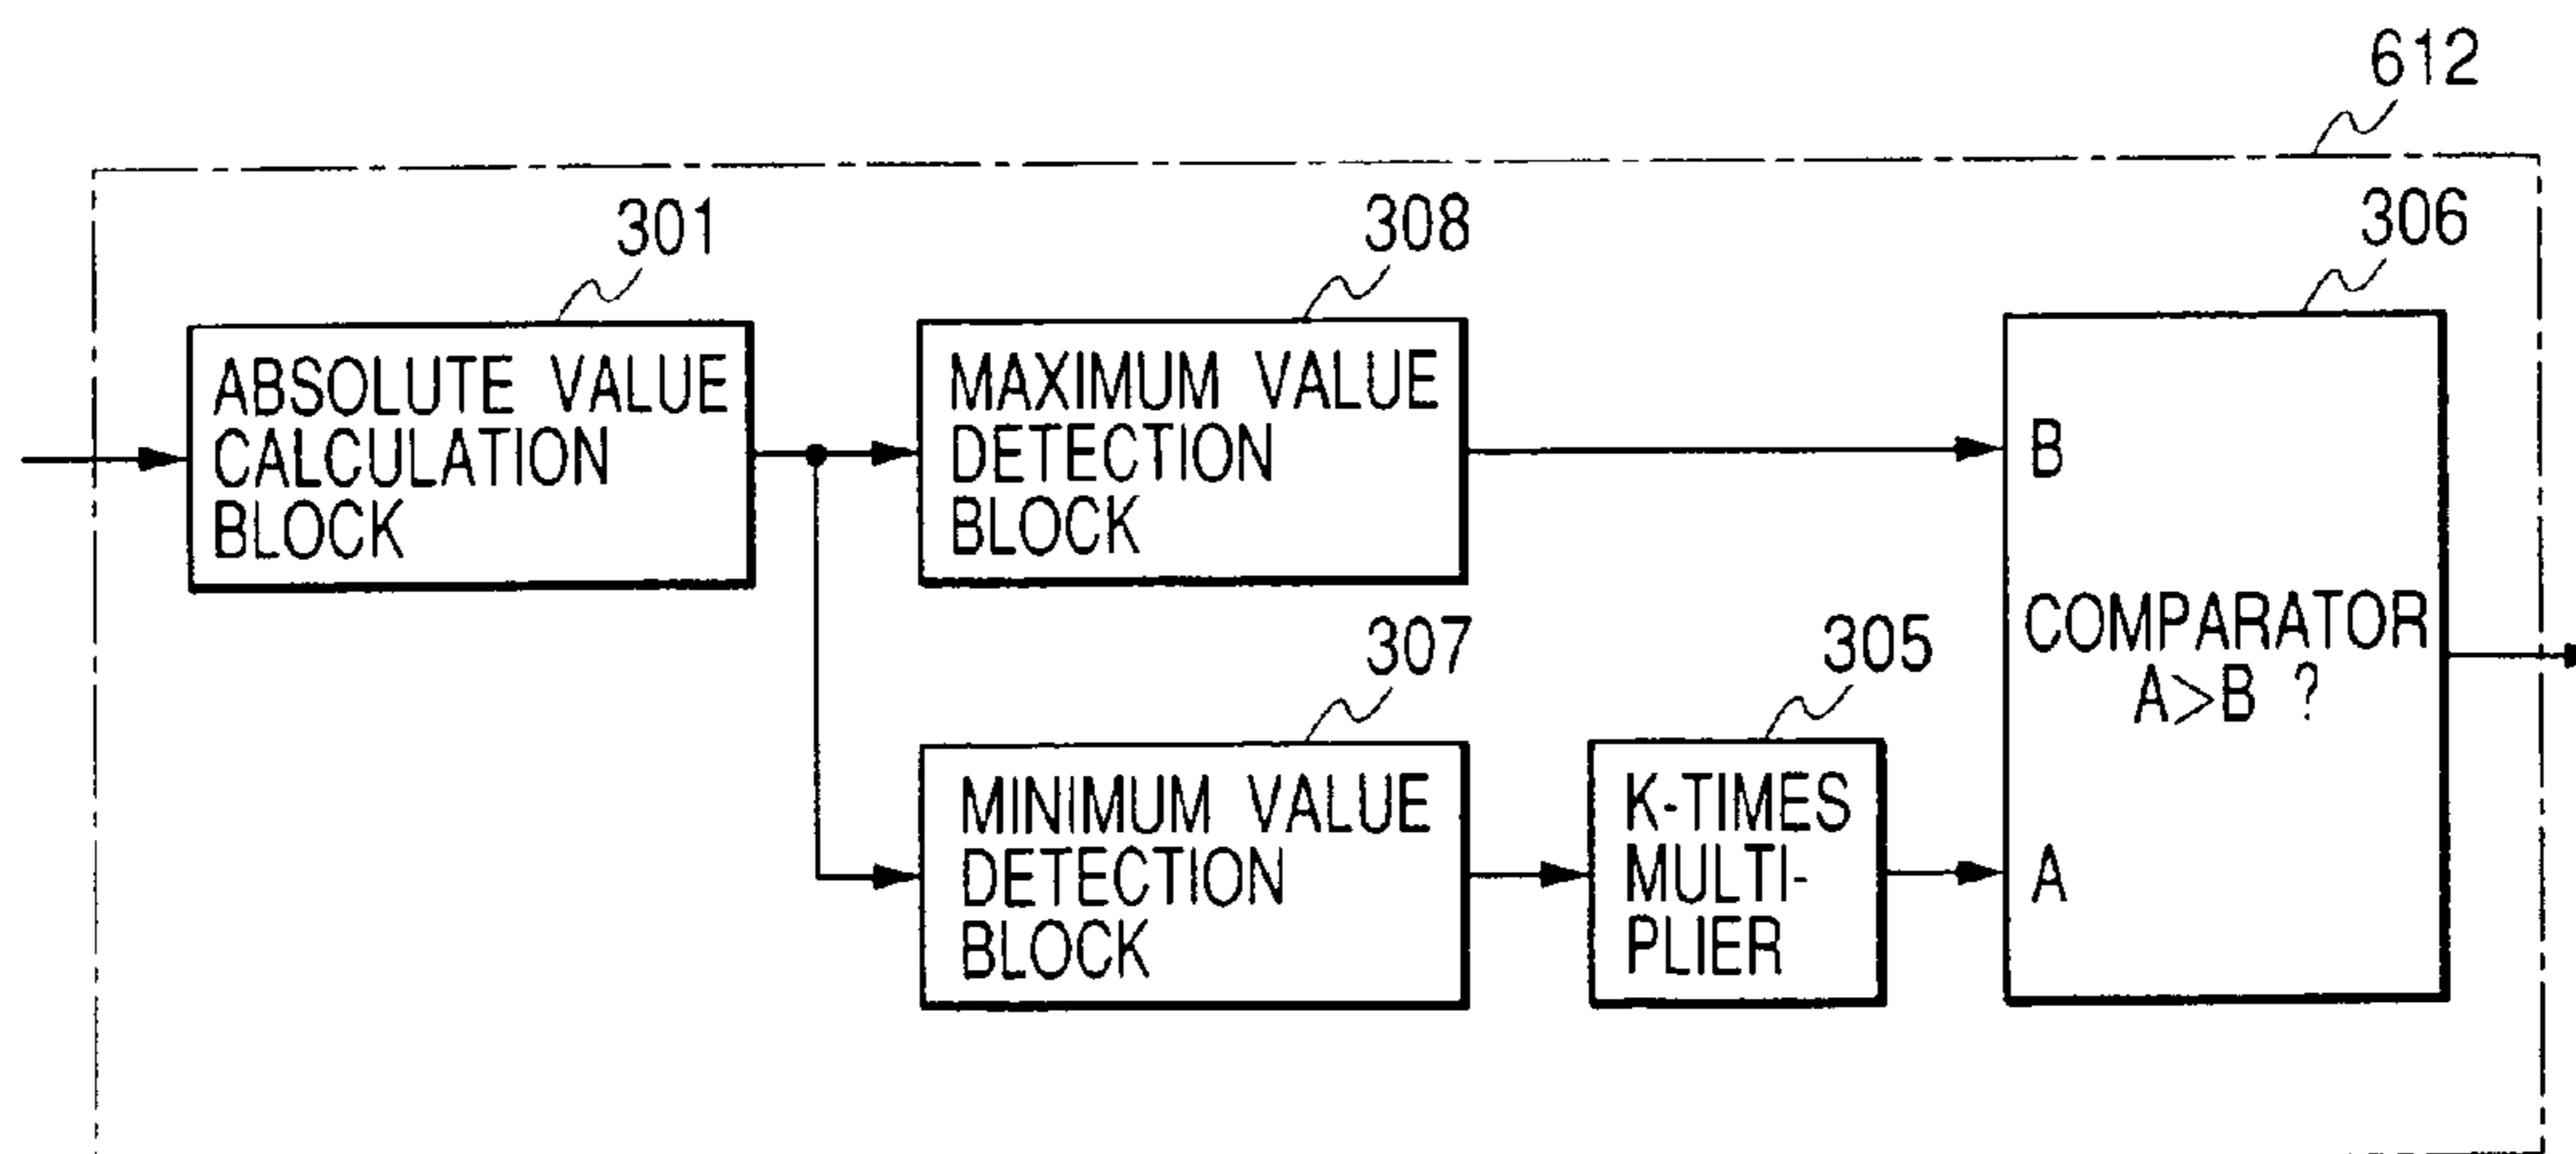 612
301
308
306
ABSOLUTE VALUE
CALCULATION
BLOCK
MAXIMUM VALUE
DETECTION
BLOCK
B
COMPARATOR
A>B ?
A
307
305
MINIMUM VALUE
DETECTION
BLOCK
K-TIMES
MULTI-
PLIER